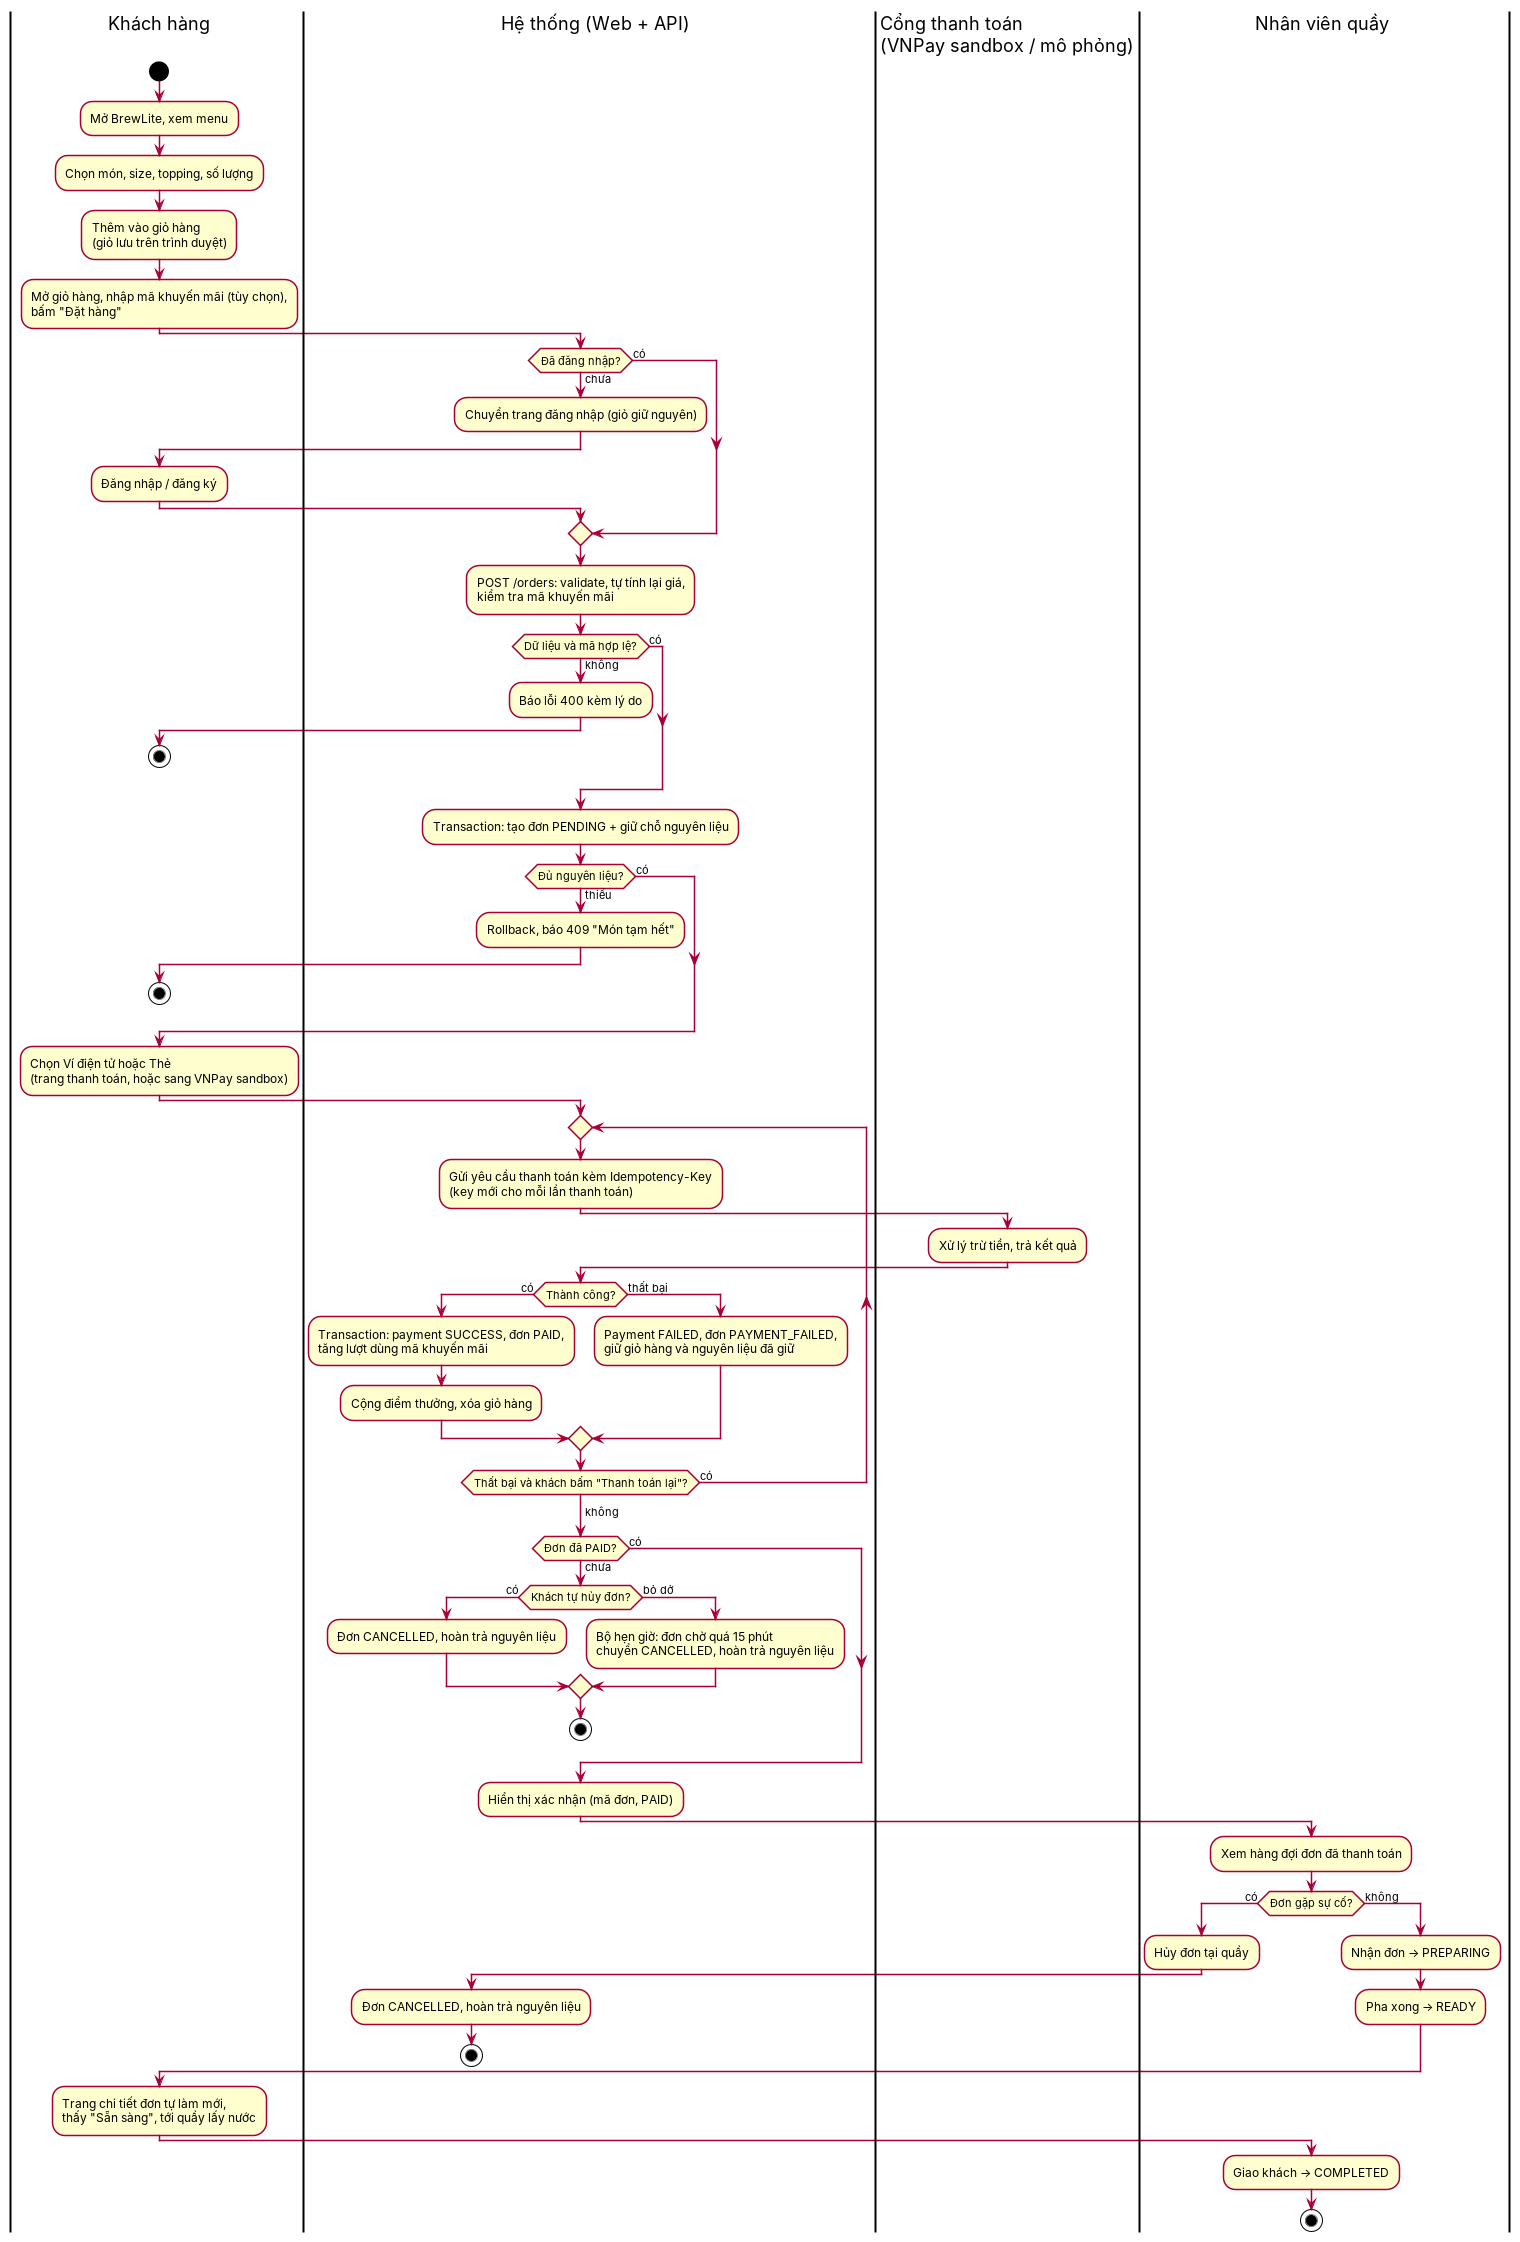 Khách hàng
Hệ thống (Web + API)
Cổng thanh toán
(VNPay sandbox / mô phỏng)
Nhân viên quầy
Mở BrewLite, xem menu
Chọn món, size, topping, số lượng
Thêm vào giỏ hàng
(giỏ lưu trên trình duyệt)
Mở giỏ hàng, nhập mã khuyến mãi (tùy chọn),
bấm "Đặt hàng"
Đã đăng nhập?
có
chưa
Chuyển trang đăng nhập (giỏ giữ nguyên)
Đăng nhập / đăng ký
POST /orders: validate, tự tính lại giá,
kiểm tra mã khuyến mãi
Dữ liệu và mã hợp lệ?
có
không
Báo lỗi 400 kèm lý do
Transaction: tạo đơn PENDING + giữ chỗ nguyên liệu
Đủ nguyên liệu?
có
thiếu
Rollback, báo 409 "Món tạm hết"
Chọn Ví điện tử hoặc Thẻ
(trang thanh toán, hoặc sang VNPay sandbox)
Gửi yêu cầu thanh toán kèm Idempotency-Key
(key mới cho mỗi lần thanh toán)
Xử lý trừ tiền, trả kết quả
có
Thành công?
thất bại
Transaction: payment SUCCESS, đơn PAID,
tăng lượt dùng mã khuyến mãi
Payment FAILED, đơn PAYMENT_FAILED,
giữ giỏ hàng và nguyên liệu đã giữ
Cộng điểm thưởng, xóa giỏ hàng
Thất bại và khách bấm "Thanh toán lại"?
có
không
Đơn đã PAID?
có
chưa
có
Khách tự hủy đơn?
bỏ dở
Đơn CANCELLED, hoàn trả nguyên liệu
Bộ hẹn giờ: đơn chờ quá 15 phút
chuyển CANCELLED, hoàn trả nguyên liệu
Hiển thị xác nhận (mã đơn, PAID)
Xem hàng đợi đơn đã thanh toán
có
Đơn gặp sự cố?
không
Hủy đơn tại quầy
Nhận đơn → PREPARING
Đơn CANCELLED, hoàn trả nguyên liệu
Pha xong → READY
Trang chi tiết đơn tự làm mới,
thấy "Sẵn sàng", tới quầy lấy nước
Giao khách → COMPLETED